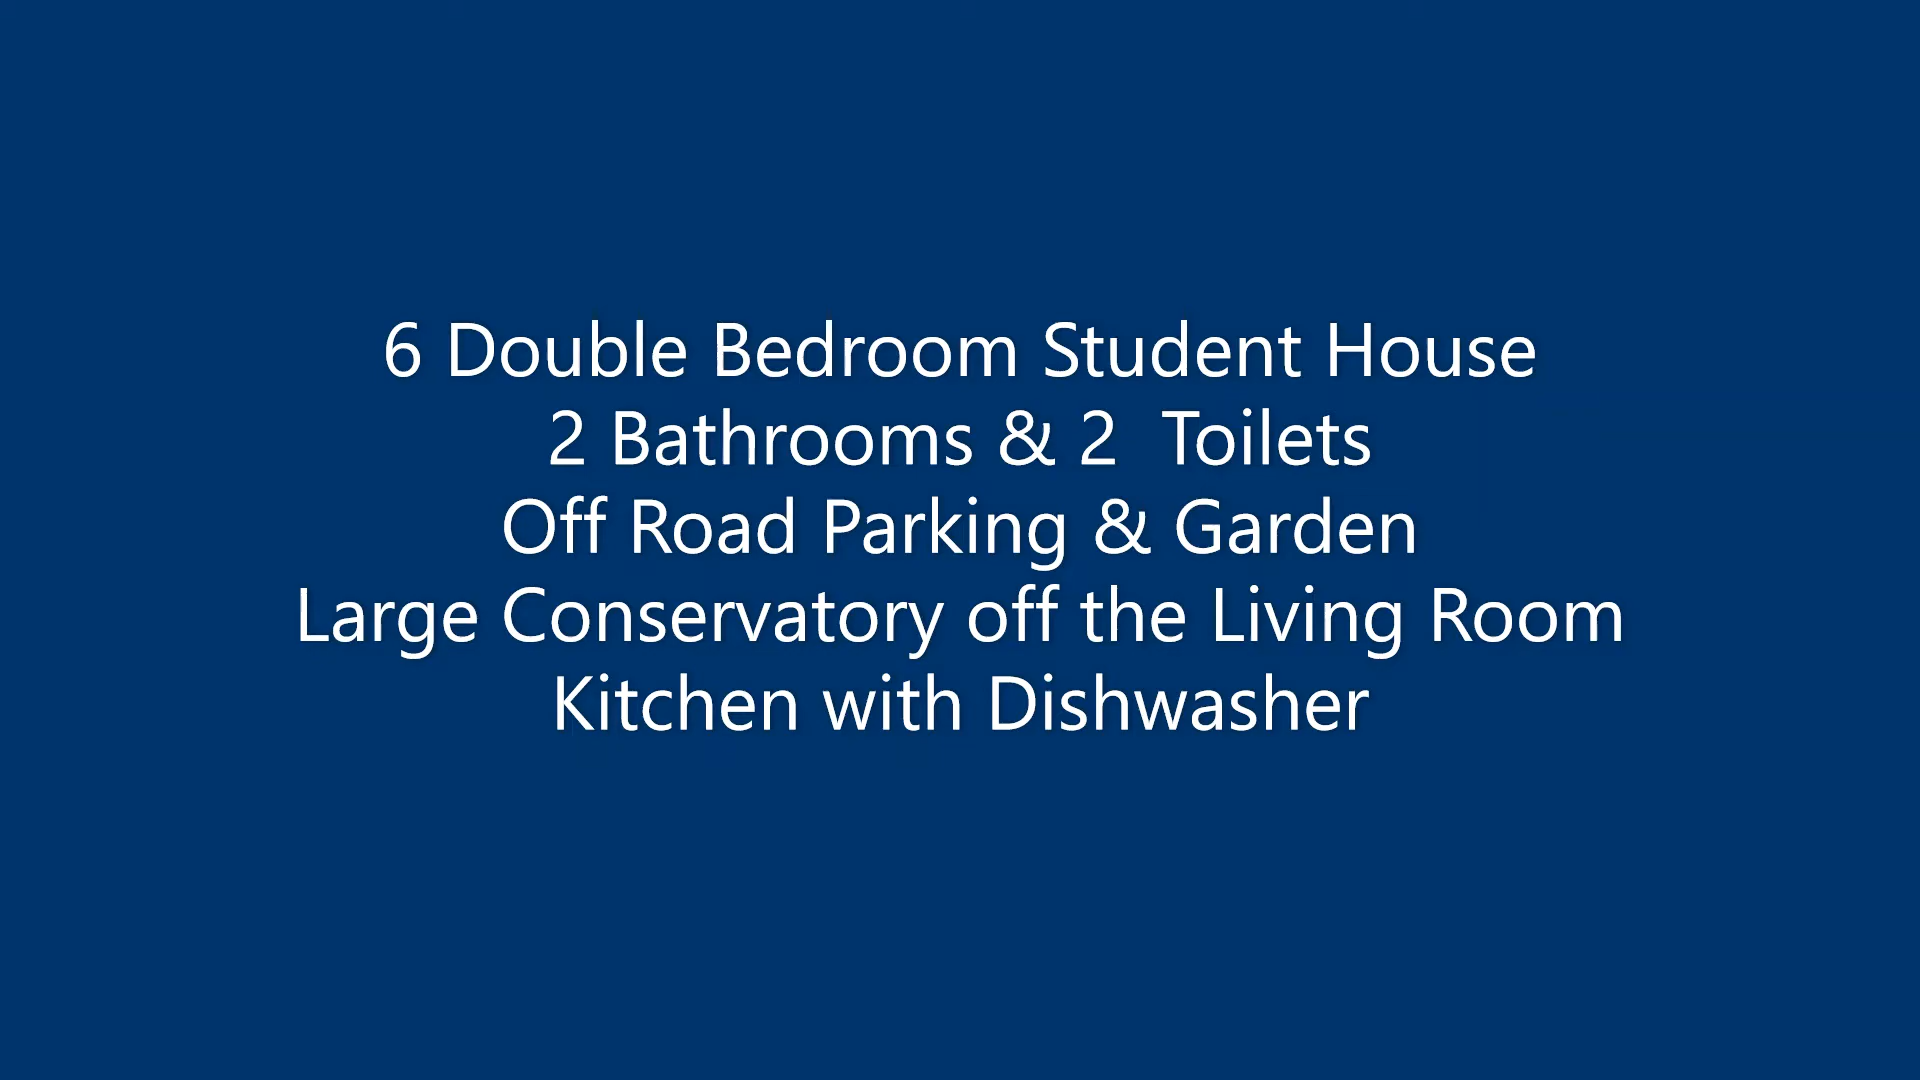 6 Double Bedroom Student House
2 Bathrooms & 2  Toilets
Off Road Parking & Garden
Large Conservatory off the Living Room
Kitchen with Dishwasher